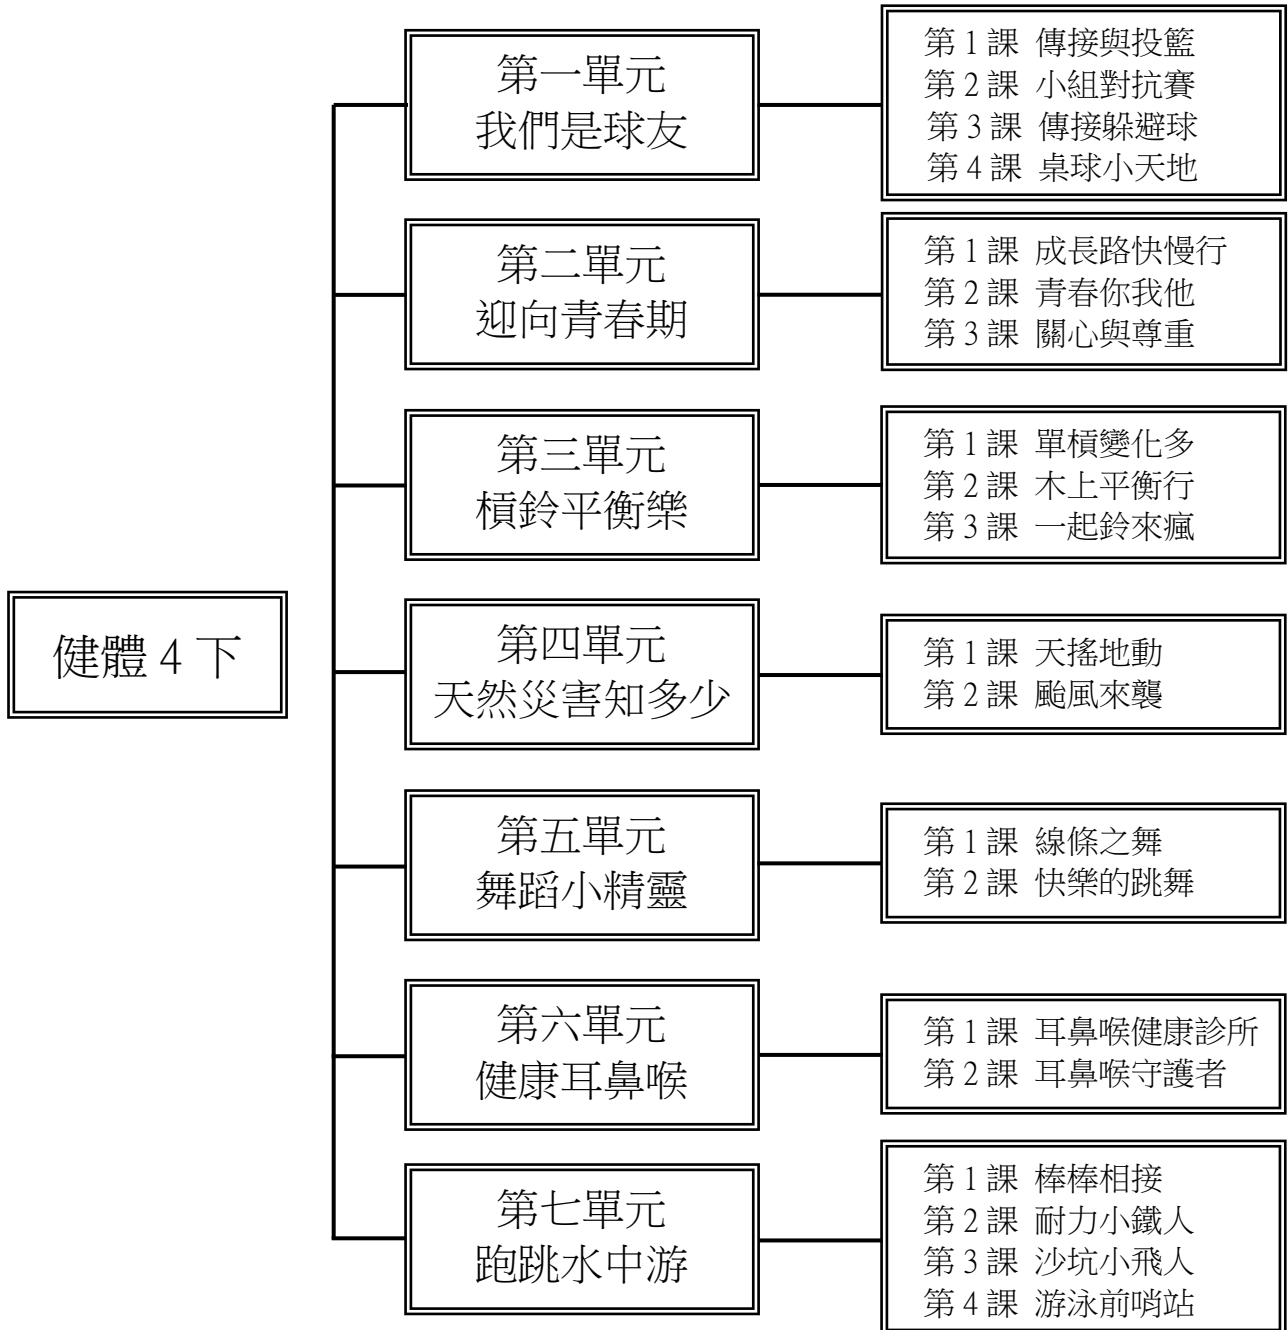 健體 4 下
第一單元
我們是球友
第 1 課 傳接與投籃
第 2 課 小組對抗賽
第 3 課 傳接躲避球
第 4 課 桌球小天地
第二單元
迎向青春期
第 1 課 成長路快慢行
第 2 課 青春你我他
第 3 課 關心與尊重
第三單元
槓鈴平衡樂
第 1 課 單槓變化多
第 2 課 木上平衡行
第 3 課 一起鈴來瘋
第四單元
天然災害知多少
第 1 課 天搖地動
第 2 課 颱風來襲
第五單元
舞蹈小精靈
第 1 課 線條之舞
第 2 課 快樂的跳舞
第六單元
健康耳鼻喉
第 1 課 耳鼻喉健康診所
第 2 課 耳鼻喉守護者
第七單元
跑跳水中游
第 1 課 棒棒相接
第 2 課 耐力小鐵人
第 3 課 沙坑小飛人
第 4 課 游泳前哨站